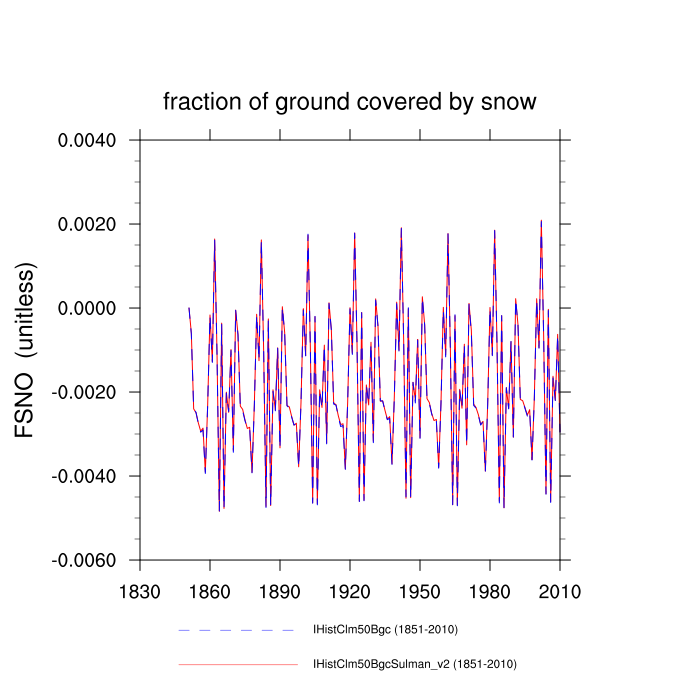 fraction of ground covered by snow
0.0040
0.0020
0.0000
-0.0020
-0.0040
-0.0060
FSNO (unitless)
1830 1860 1890 1920 1950 1980 2010
IHistClm50Bgc (1851-2010)
IHistClm50BgcSulman_v2 (1851-2010)